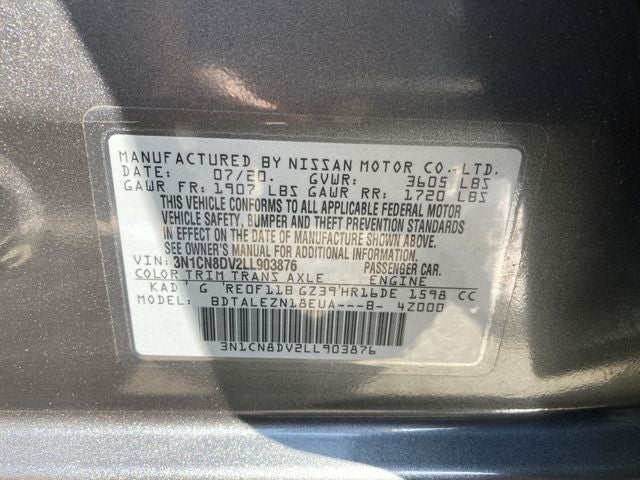 MANUFACTURED BY NISSAN MOTOR CO., LTD.
DATE: 07/20. GVWR: 3605 LBS
GAWR FR: 1907 LBS GAWR RR: 1720 LBS
THIS VEHICLE CONFORMS TO ALL APPLICABLE FEDERAL MOTOR
VEHICLE SAFETY, BUMPER AND THEFT PREVENTION STANDARDS
IN EFFECT ON THE DATE OF MANUFACTURE SHOWN ABOVE.
SEE OWNER'S MANUAL FOR ADDITIONAL INFORMATION.
VIN: 3N1CN8DV2LL903876 PASSENGER CAR.
COLOR TRIM TRANS AXLE ENGINE
KAD G RE0F11B GZ39 HR16DE 1598 CC
MODEL: BDTALEZN18EUA---B- 4Z000
3N1CN8DV2LL903876